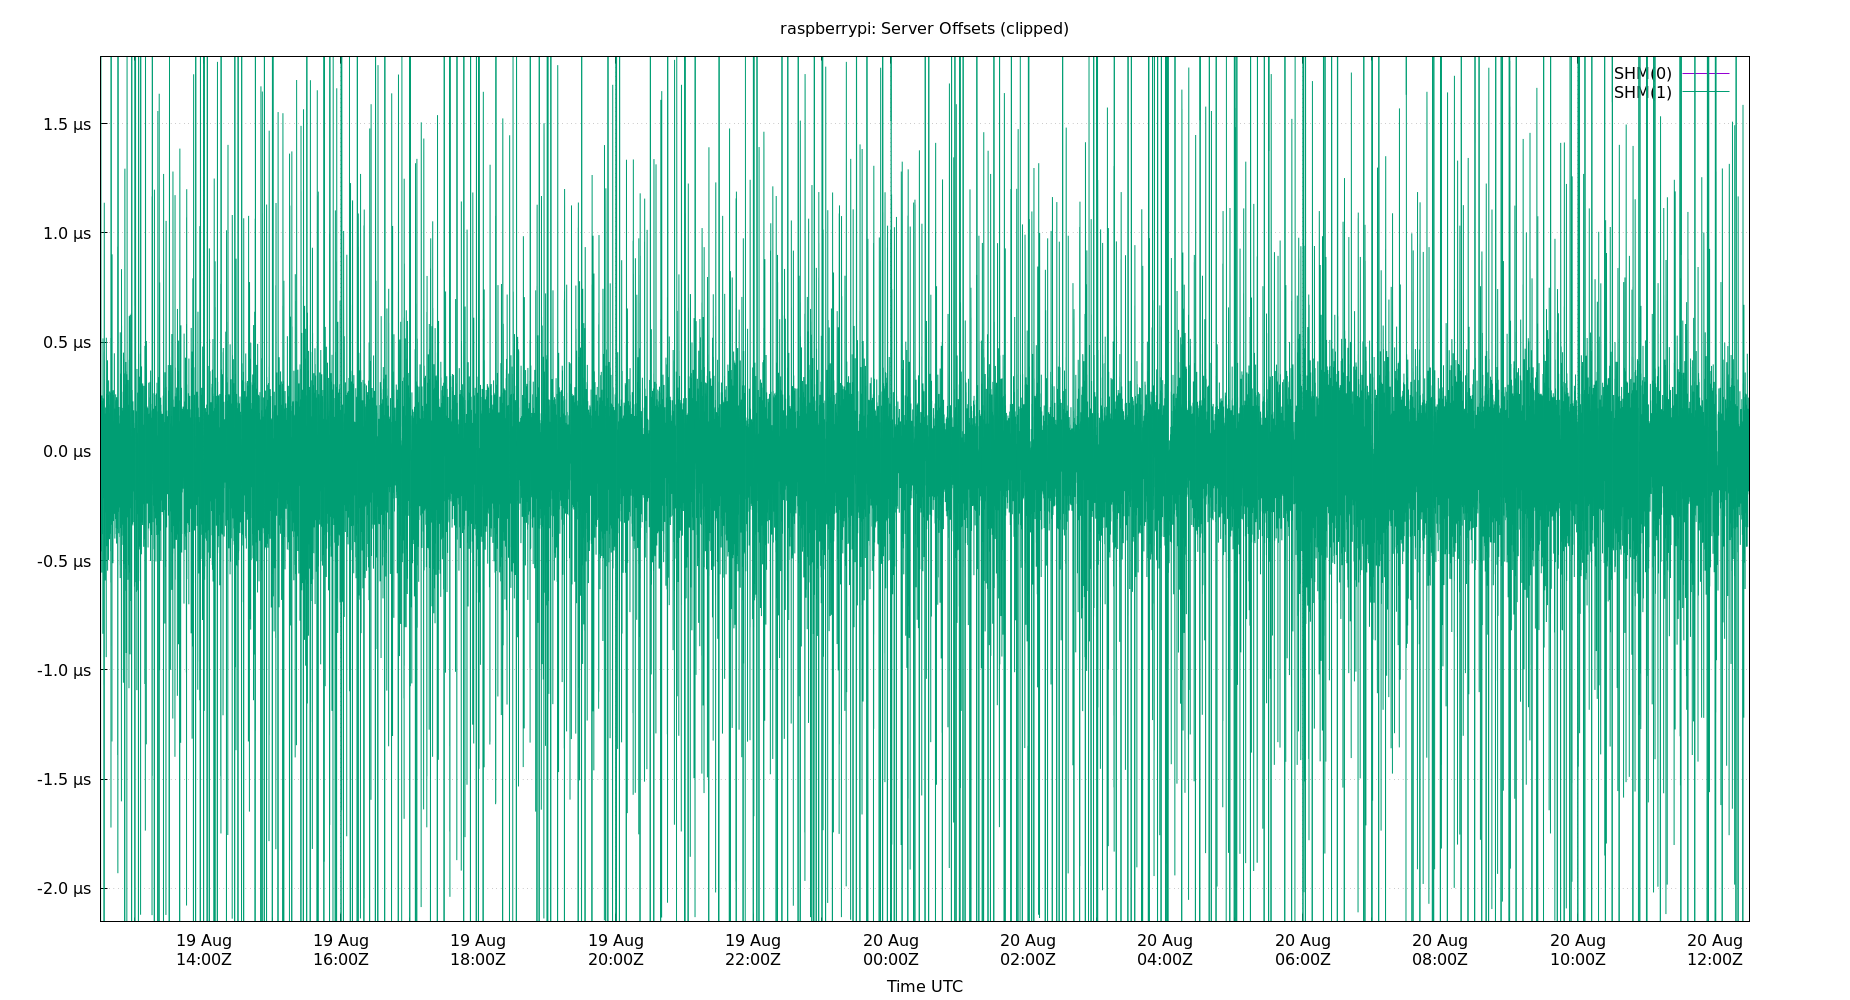 raspberrypi: Server Offsets (clipped)
SHM(0)
SHM(1)
1.5 µs
1.0 µs
0.5 µs
0.0 µs
-0.5 µs
-1.0 µs
-1.5 µs
-2.0 µs
19 Aug 19 Aug 19 Aug 19 Aug 19 Aug 20 Aug 20 Aug 20 Aug 20 Aug 20 Aug 20 Aug 20 Aug
14:00Z 16:00Z 18:00Z 20:00Z 22:00Z 00:00Z 02:00Z 04:00Z 06:00Z 08:00Z 10:00Z 12:00Z
Time UTC